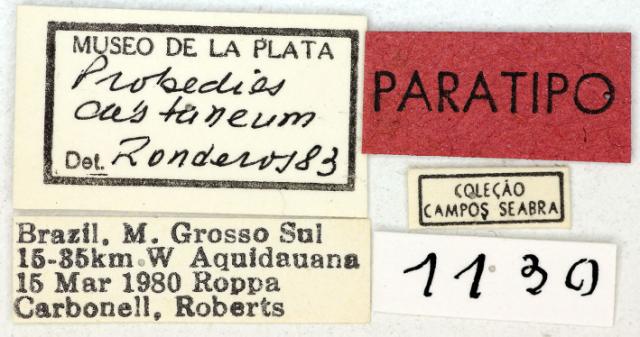 MUSEO DE LA PLATA
Probedies
castaneum
Det. Ronderos 83
PARATIPO
COLEÇÃO
CAMPOS SEABRA
Brazil, M. Grosso Sul
15-35km W Aquidauana
15 Mar 1980 Roppa
Carbonell, Roberts
1130